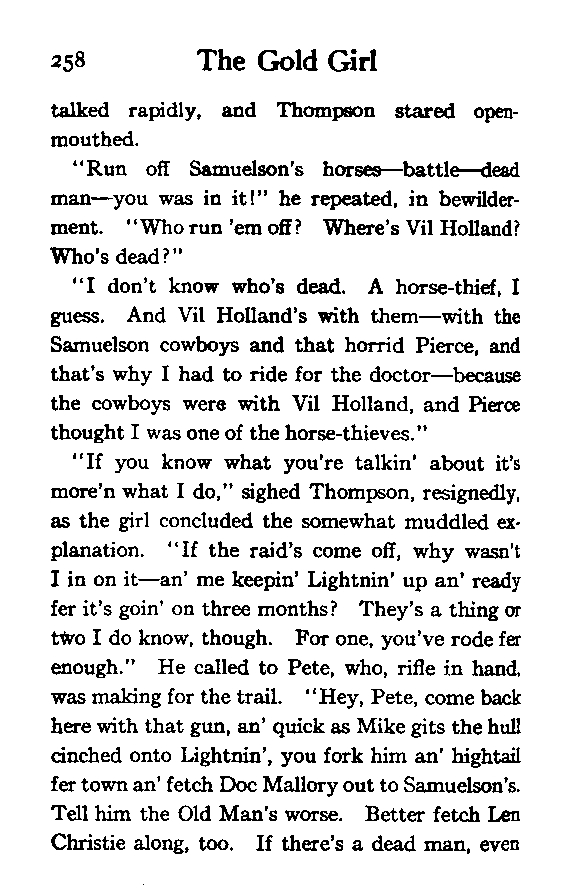 258 The Gold Girl
talked rapidly, and Thompson stared open-
mouthed.
"Run off Samuelson's horses—battle—dead
man—you was in it!" he repeated, in bewilder-
ment. "Who run 'em off? Where's Vil Holland?
Who's dead?"
"I don't know who's dead. A horse-thief, I
guess. And Vil Holland's with them—with the
Samuelson cowboys and that horrid Pierce, and
that's why I had to ride for the doctor—because
the cowboys were with Vil Holland, and Pierce
thought I was one of the horse-thieves."
"If you know what you're talkin' about it's
more'n what I do," sighed Thompson, resignedly,
as the girl concluded the somewhat muddled ex-
planation. "If the raid's come off, why wasn't
I in on it—an' me keepin' Lightnin' up an' ready
fer it's goin' on three months? They's a thing or
two I do know, though. For one, you've rode fer
enough." He called to Pete, who, rifle in hand,
was making for the trail. "Hey, Pete, come back
here with that gun, an' quick as Mike gits the hull
cinched onto Lightnin', you fork him an' hightail
fer town an' fetch Doc Mallory out to Samuelson's.
Tell him the Old Man's worse. Better fetch Len
Christie along, too. If there's a dead man, even